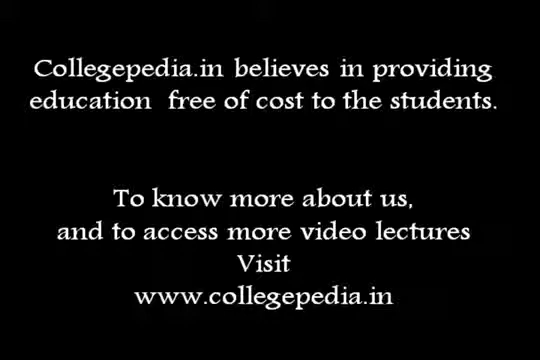 Collegepedia.in believes in providing
education free of cost to the students.
To know more about us,
and to access more video lectures
Visit
www.collegepedia.in